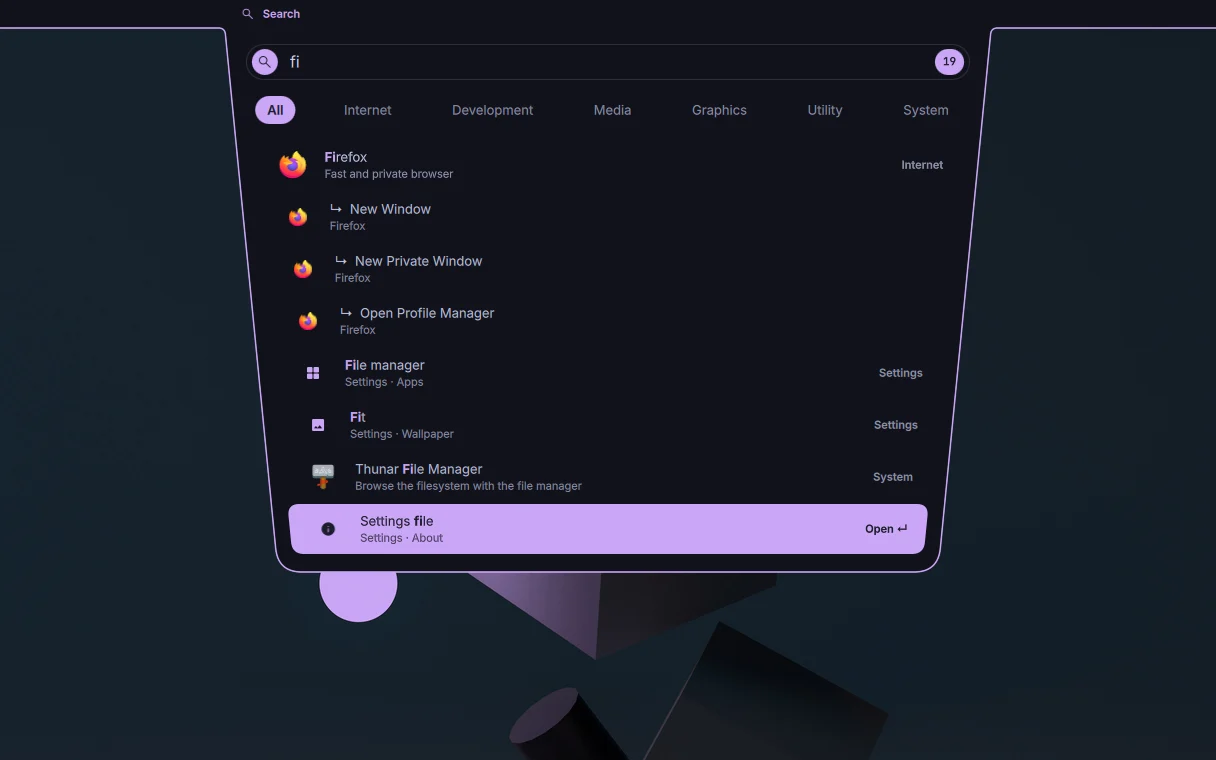 Search
fi
19
All Internet Development Media Graphics Utility System
Firefox
Fast and private browser
Internet
↳ New Window
Firefox
↳ New Private Window
Firefox
↳ Open Profile Manager
Firefox
File manager
Settings · Apps
Settings
Fit
Settings · Wallpaper
Settings
Thunar File Manager
Browse the filesystem with the file manager
System
Settings file
Settings · About
Open ↵